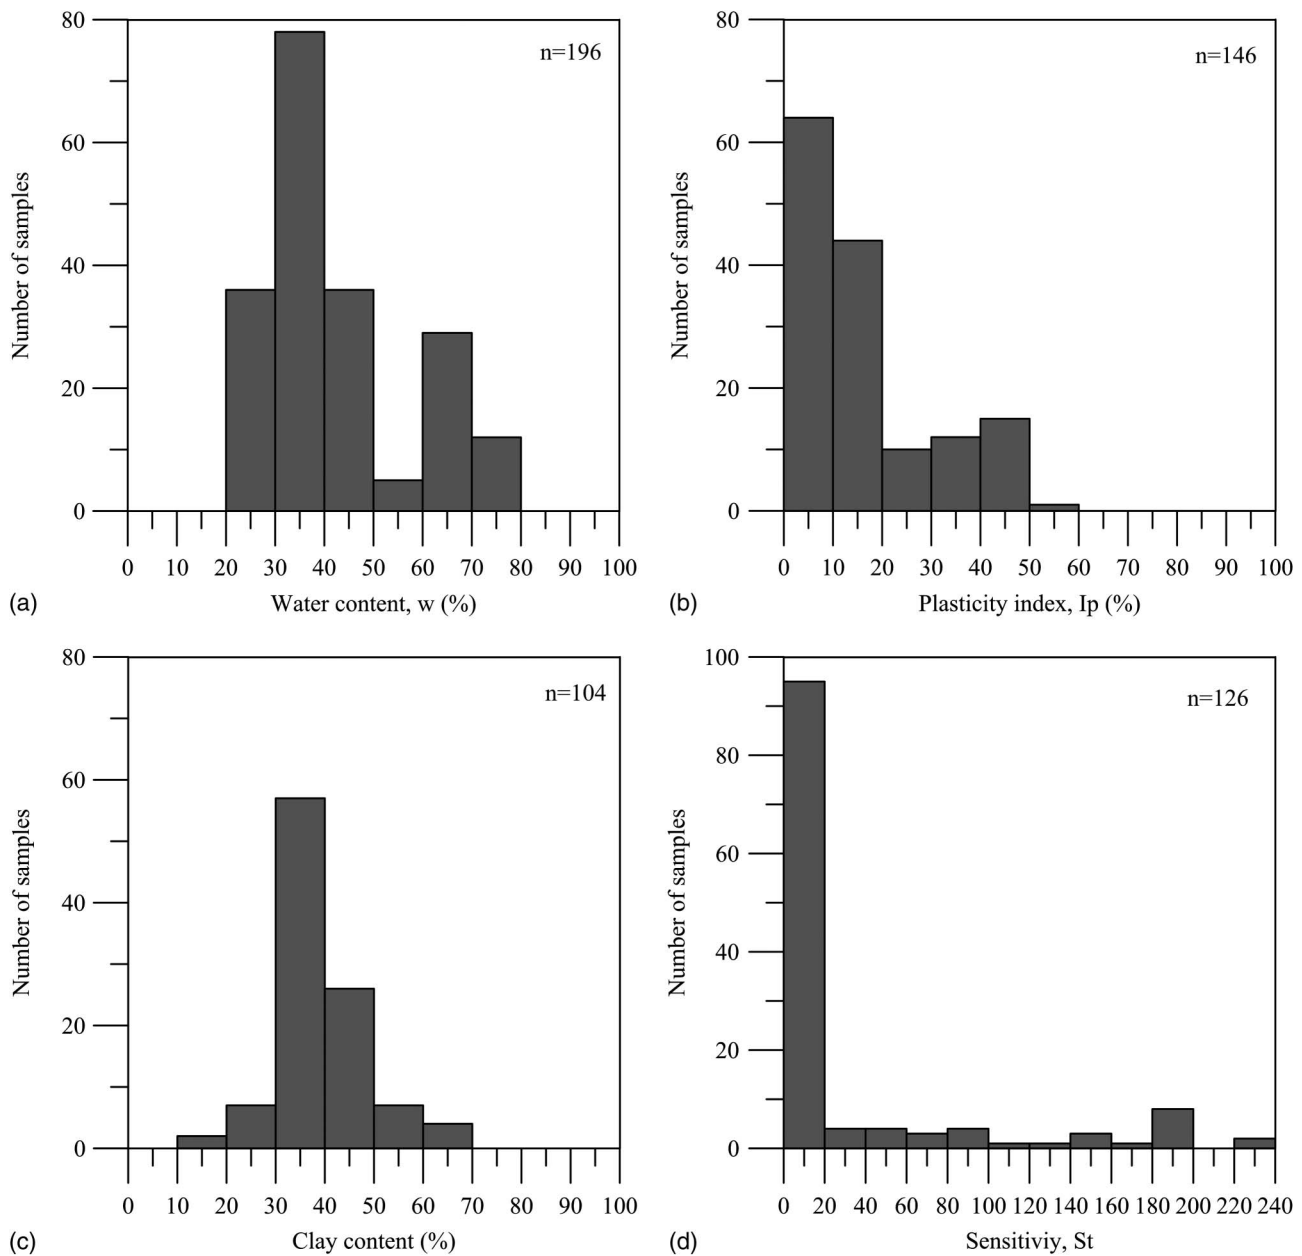 80
60
40
20
0
Number of samples
n=196
0 10 20 30 40 50 60 70 80 90 100
(a)
Water content, w (%)
80
60
40
20
0
Number of samples
n=146
0 10 20 30 40 50 60 70 80 90 100
(b)
Plasticity index, Ip (%)
80
60
40
20
0
Number of samples
n=104
0 10 20 30 40 50 60 70 80 90 100
(c)
Clay content (%)
100
80
60
40
20
0
Number of samples
n=126
0 20 40 60 80 100 120 140 160 180 200 220 240
(d)
Sensitiviy, St